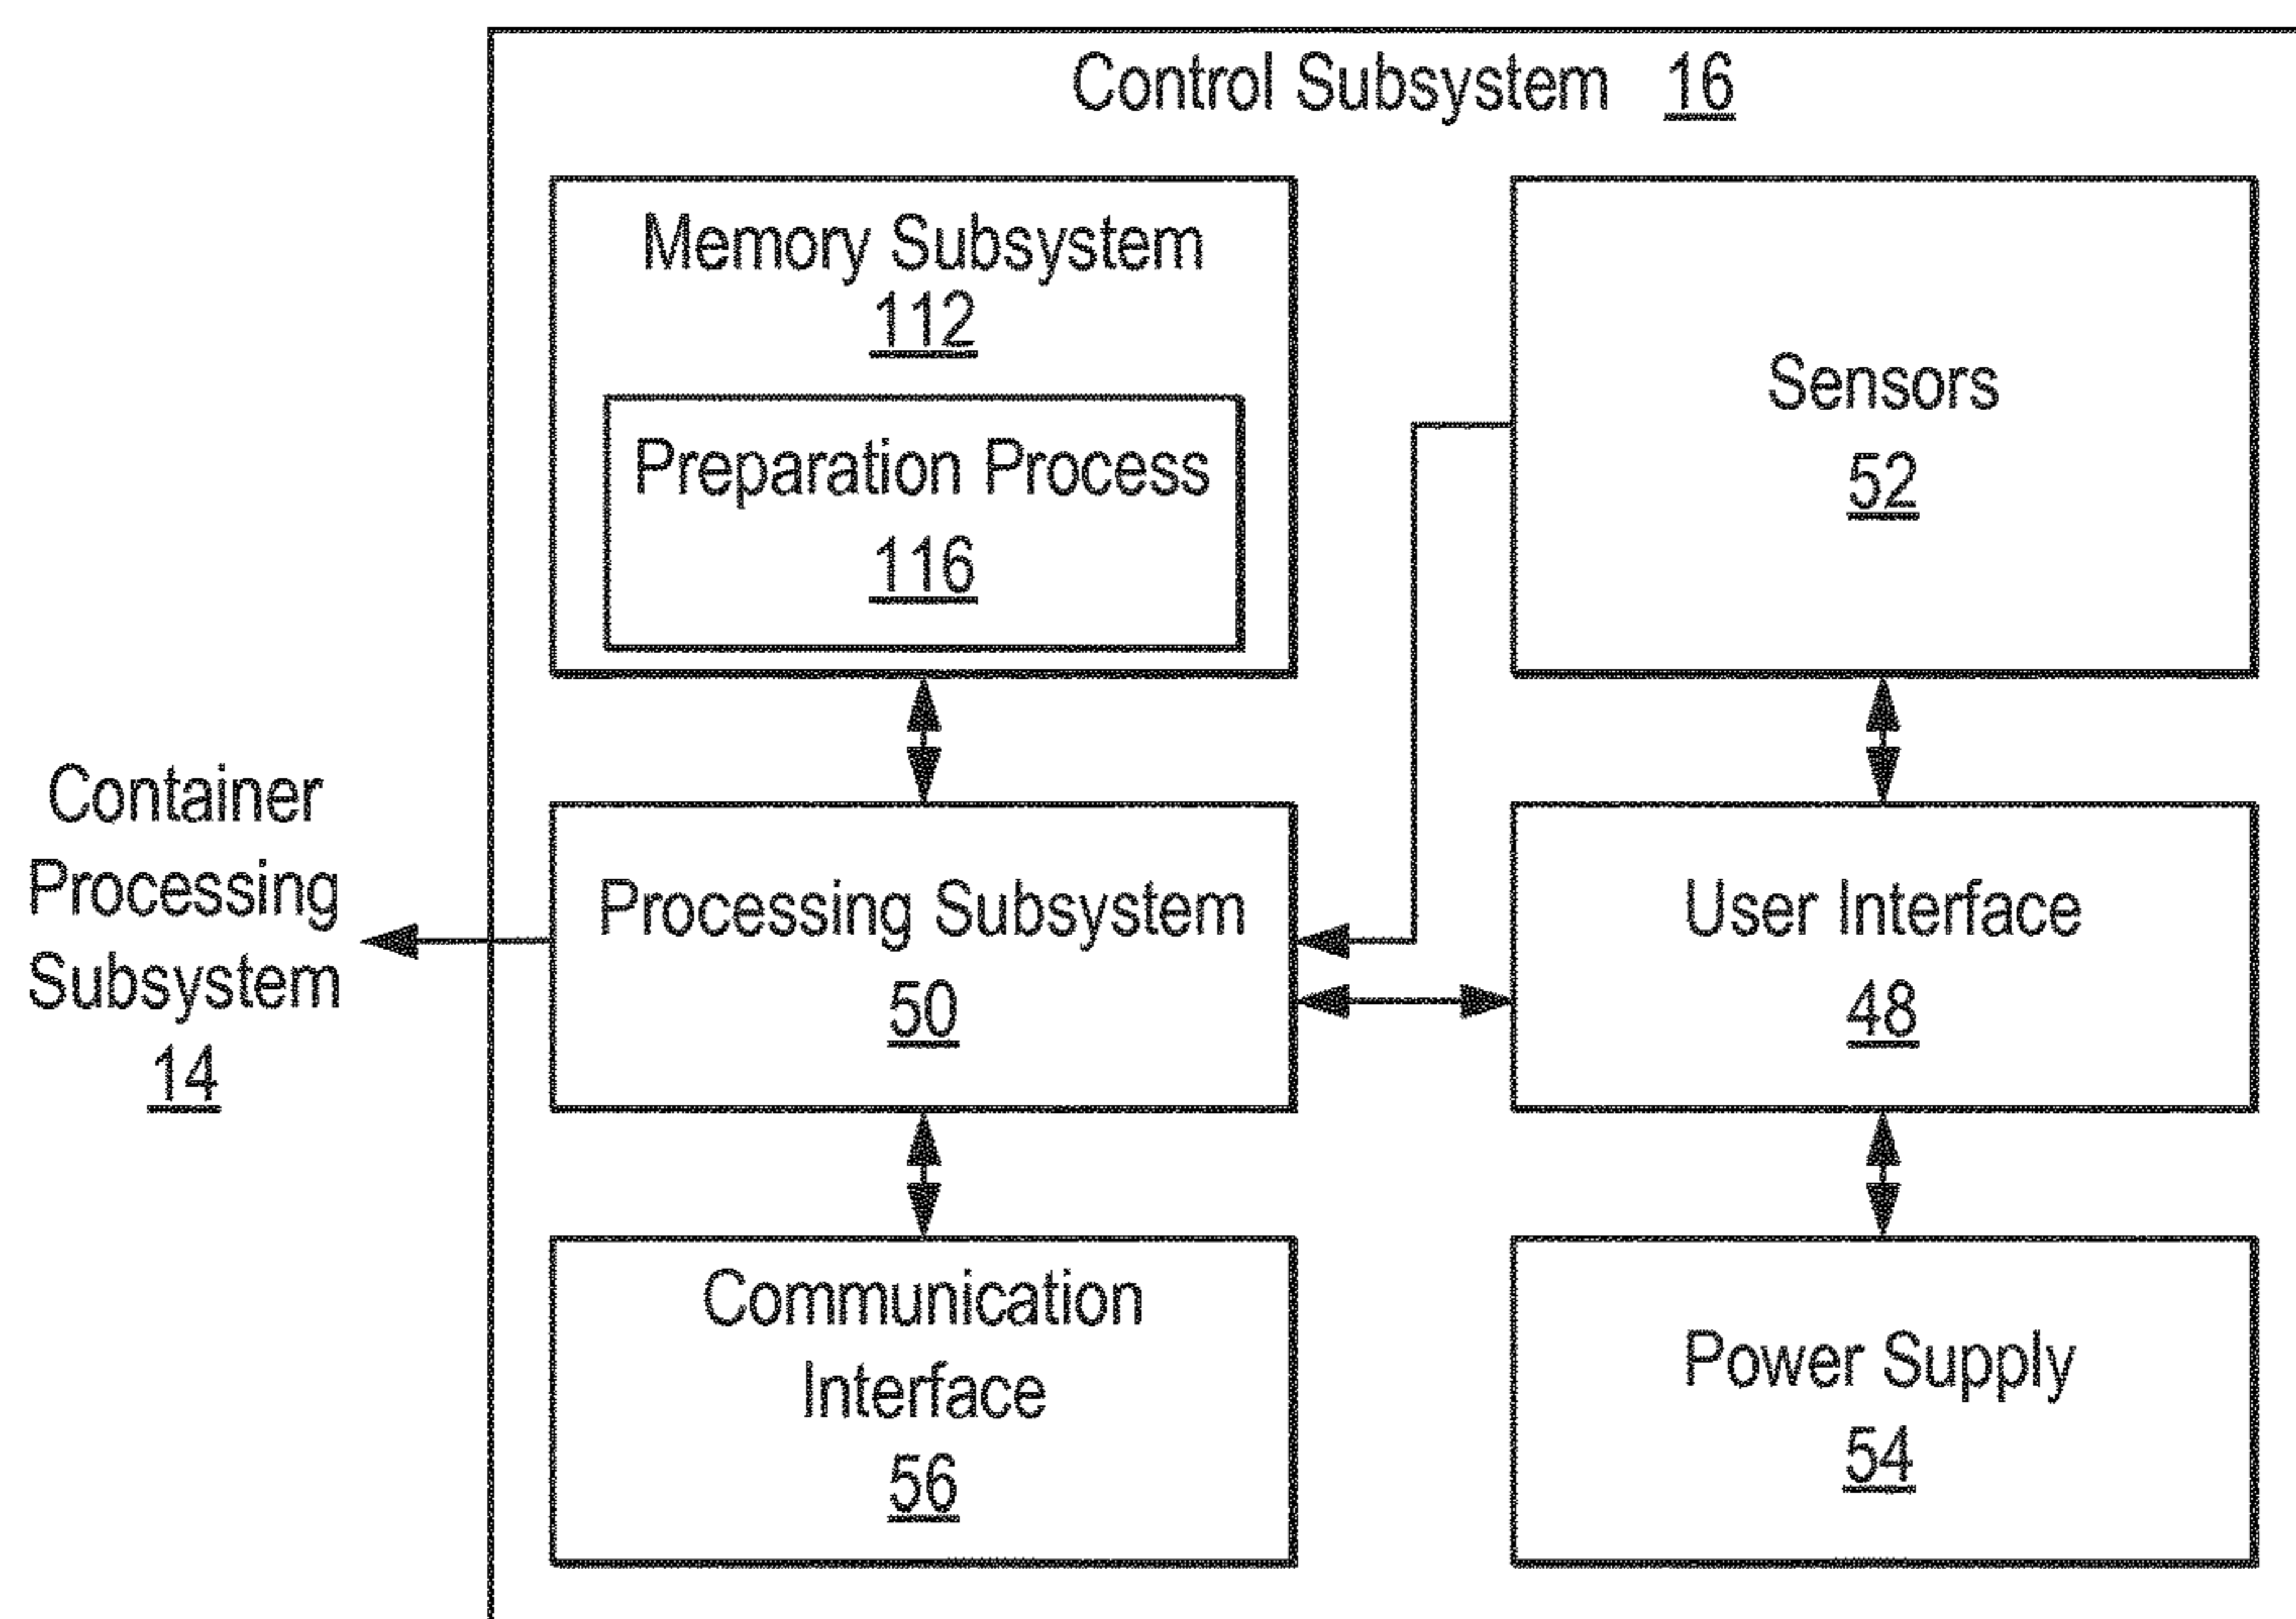 Control Subsystem 16
Memory Subsystem
112
Preparation Process
116
Sensors
52
Container
Processing
Subsystem
14
Processing Subsystem
50
User Interface
48
Communication
Interface
56
Power Supply
54